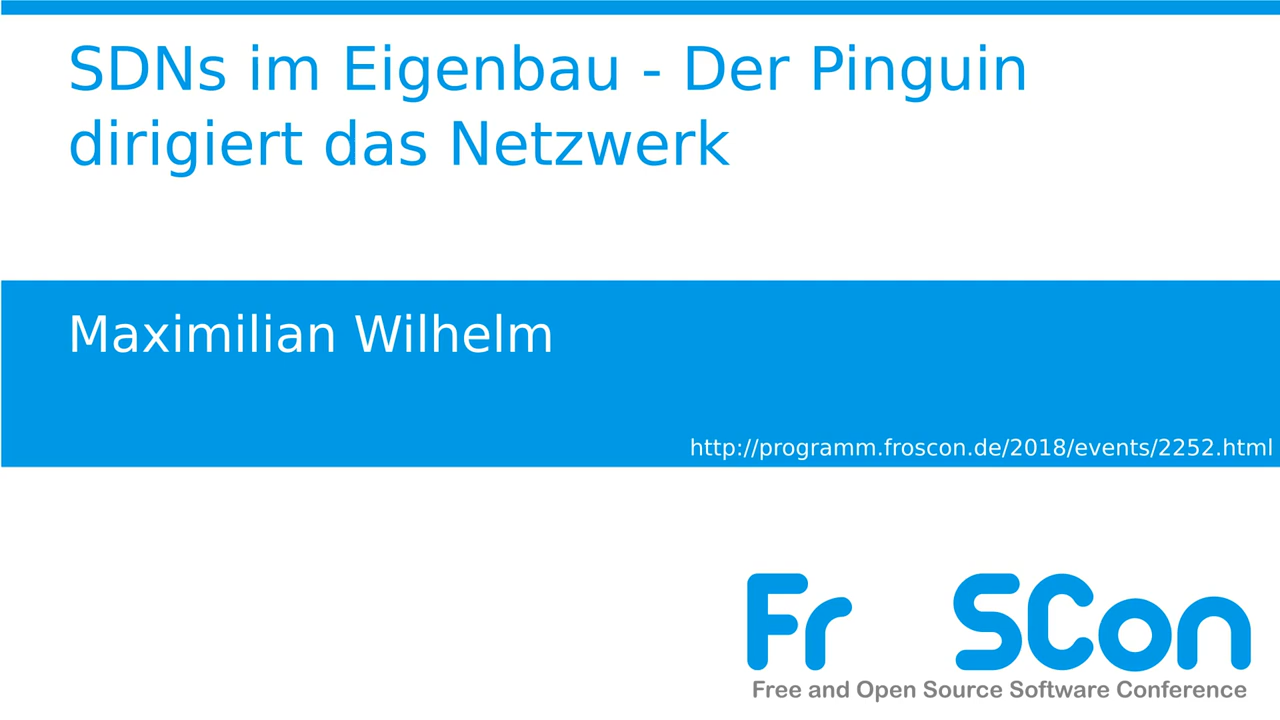 SDNs im Eigenbau - Der Pinguin
dirigiert das Netzwerk
Maximilian Wilhelm
http://programm.froscon.de/2018/events/2252.html
Fr SCon
Free and Open Source Software Conference